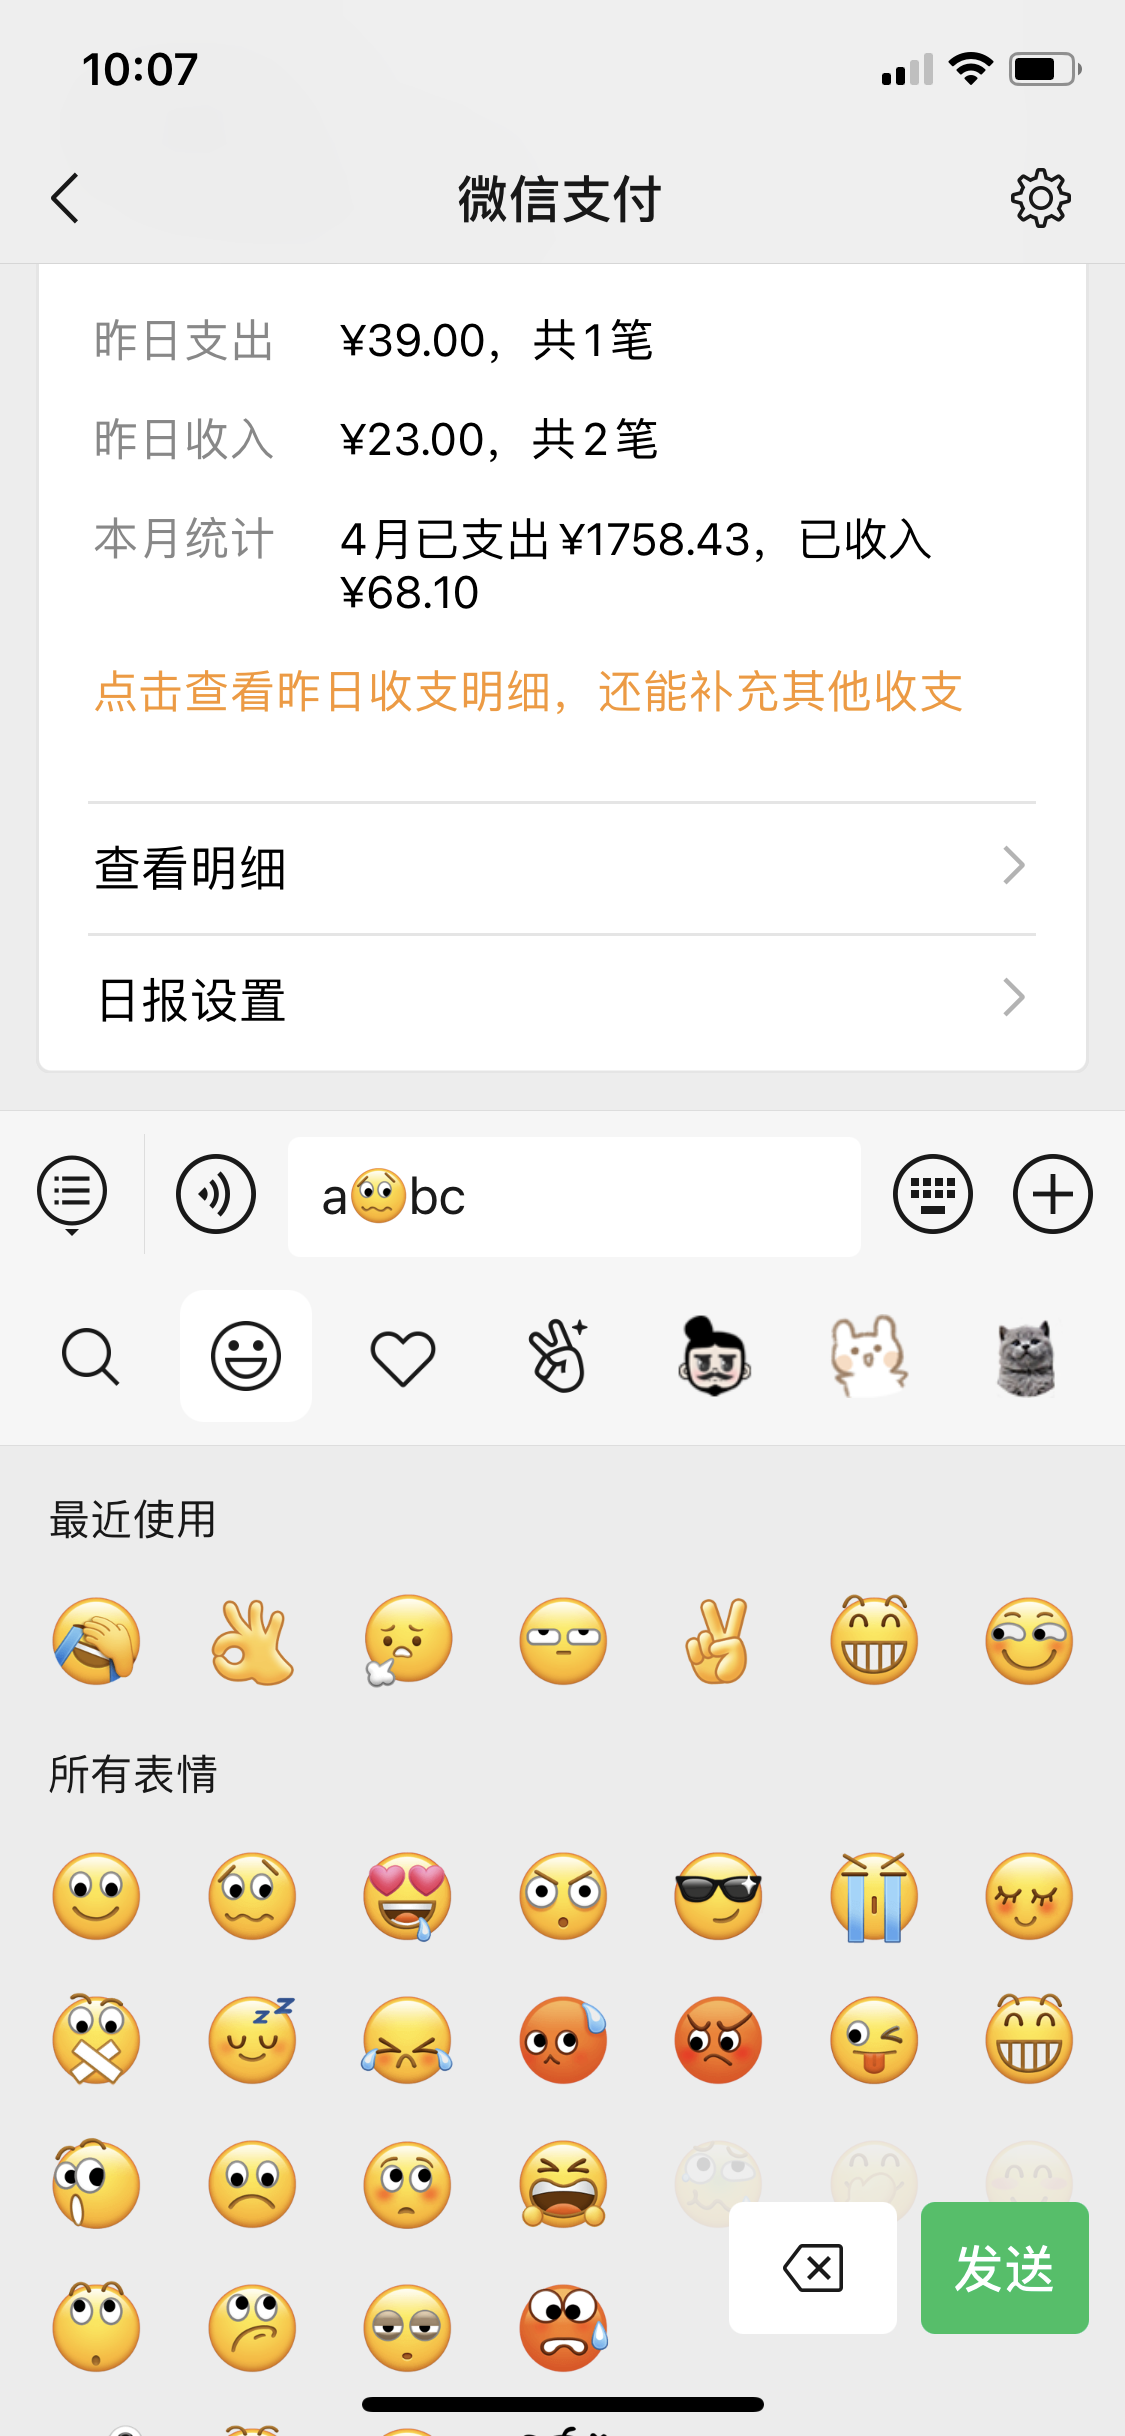 10:07
微信支付
昨日支出 ¥39.00，共1笔
昨日收入 ¥23.00，共2笔
本月统计 4月已支出¥1758.43，已收入
¥68.10
点击查看昨日收支明细，还能补充其他收支
查看明细
日报设置
a🥴bc
最近使用
所有表情
发送